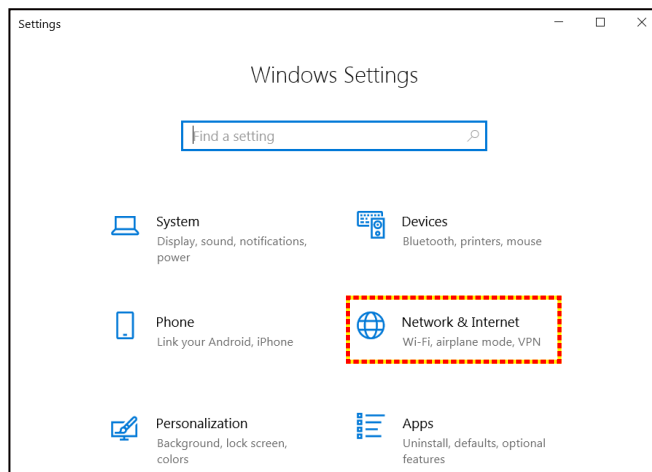 Settings
Windows Settings
Find a setting
System
Display, sound, notifications,
power
Devices
Bluetooth, printers, mouse
Phone
Link your Android, iPhone
Network & Internet
Wi-Fi, airplane mode, VPN
Personalization
Background, lock screen,
colors
Apps
Uninstall, defaults, optional
features